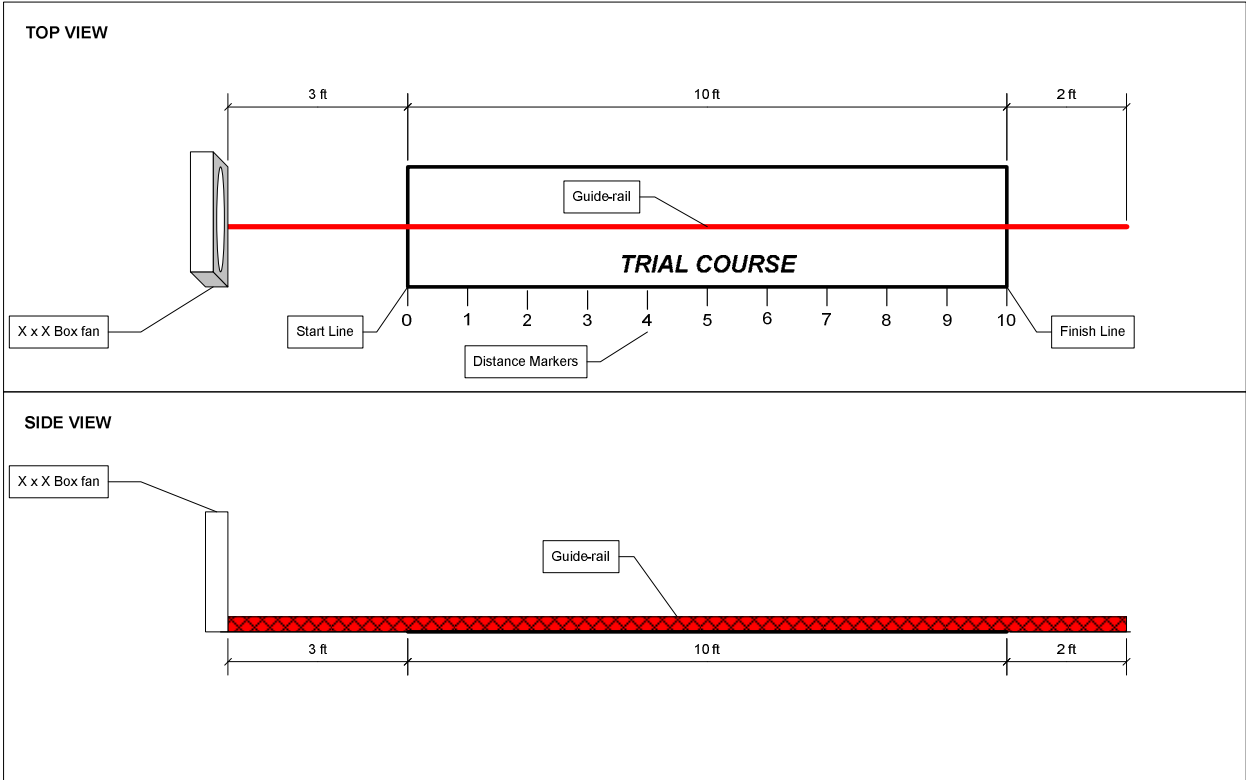 TOP VIEW
3 ft
10 ft
2 ft
Guide-rail
TRIAL COURSE
X x X Box fan
Start Line
0 1 2 3 4 5 6 7 8 9 10
Finish Line
Distance Markers
SIDE VIEW
X x X Box fan
Guide-rail
3 ft
10 ft
2 ft